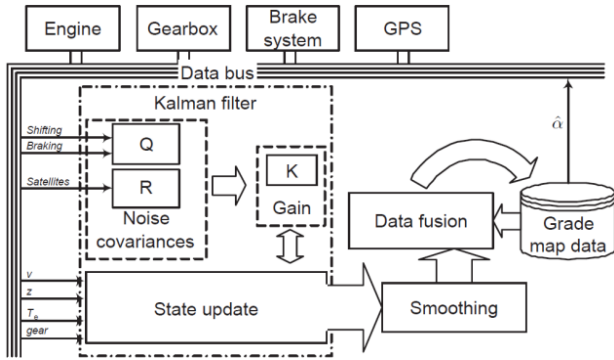 Engine
Gearbox
Brake
system
GPS
Data bus
Kalman filter
Shifting
Braking
Q
Satellites
R
Noise
covariances
K
Gain
Data fusion
α̂
Grade
map data
v
z
Te
gear
State update
Smoothing